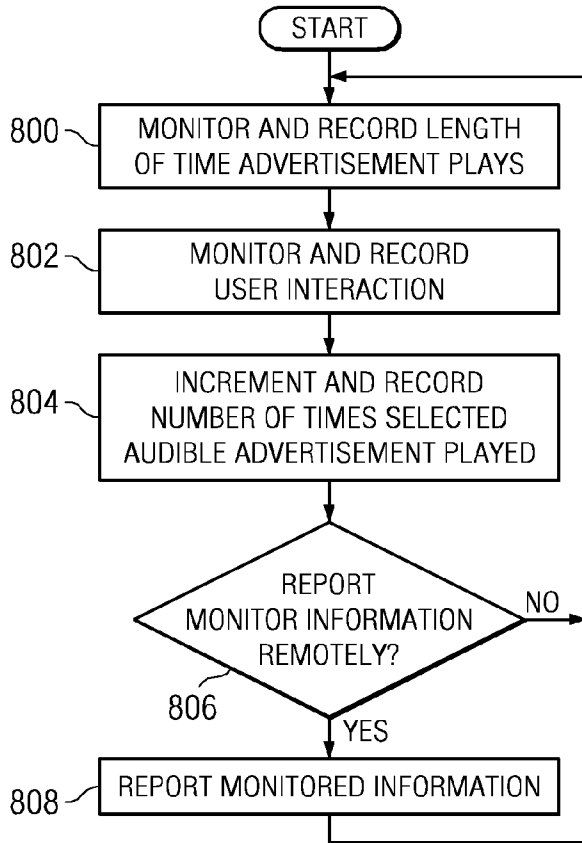 START
800
MONITOR AND RECORD LENGTH
OF TIME ADVERTISEMENT PLAYS
802
MONITOR AND RECORD
USER INTERACTION
804
INCREMENT AND RECORD
NUMBER OF TIMES SELECTED
AUDIBLE ADVERTISEMENT PLAYED
REPORT
MONITOR INFORMATION
REMOTELY?
NO
806
YES
808
REPORT MONITORED INFORMATION